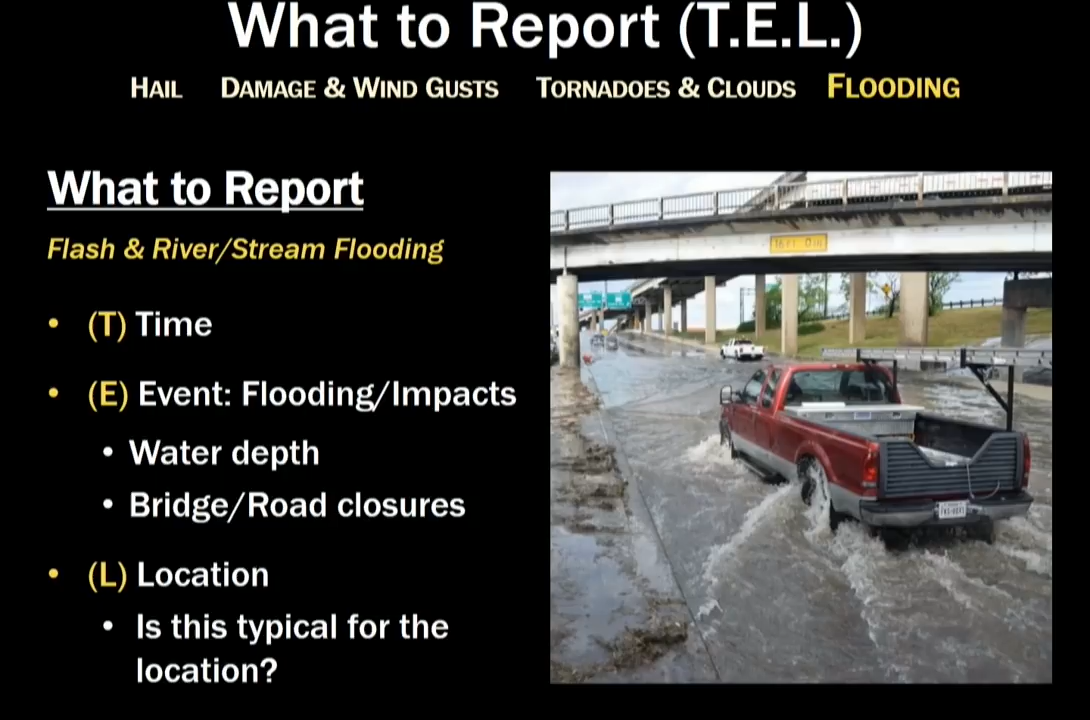 What to Report (T.E.L.)
HAIL DAMAGE & WIND GUSTS TORNADOES & CLOUDS FLOODING
What to Report
Flash & River/Stream Flooding
• (T) Time
• (E) Event: Flooding/Impacts
• Water depth
• Bridge/Road closures
• (L) Location
• Is this typical for the
location?